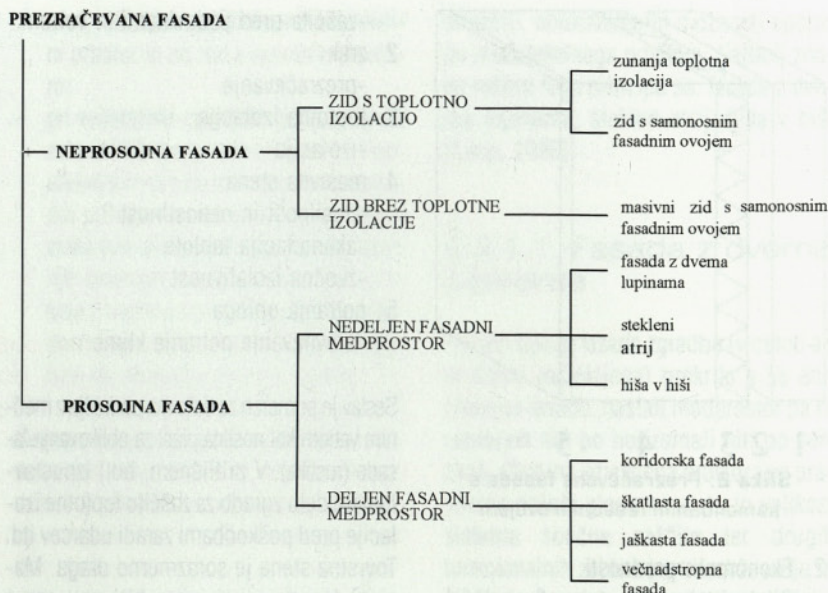 PREZRAČEVANA FASADA
NEPROSOJNA FASADA
ZID S TOPLOTNO
IZOLACIJO
zunanja toplotna
izolacija
zid s samonosnim
fasadnim ovojem
ZID BREZ TOPLOTNE
IZOLACIJE
masivni zid s samonosnim
fasadnim ovojem
PROSOJNA FASADA
NEDELJEN FASADNI
MEDPROSTOR
fasada z dvema
lupinama
stekleni
atrij
hiša v hiši
DELJEN FASADNI
MEDPROSTOR
koridorska fasada
škatlasta fasada
jaškasta fasada
večnadstropna
fasada